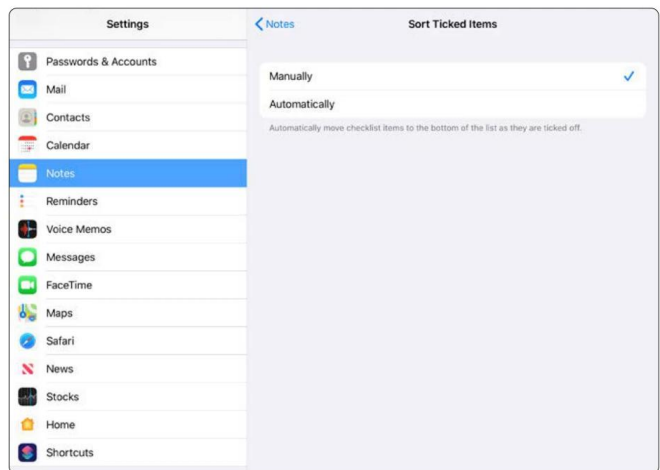 Settings
Passwords & Accounts
Mail
Contacts
Calendar
Notes
Reminders
Voice Memos
Messages
FaceTime
Maps
Safari
News
Stocks
Home
Shortcuts
Notes
Sort Ticked Items
Manually
Automatically
Automatically move checklist items to the bottom of the list as they are ticked off.